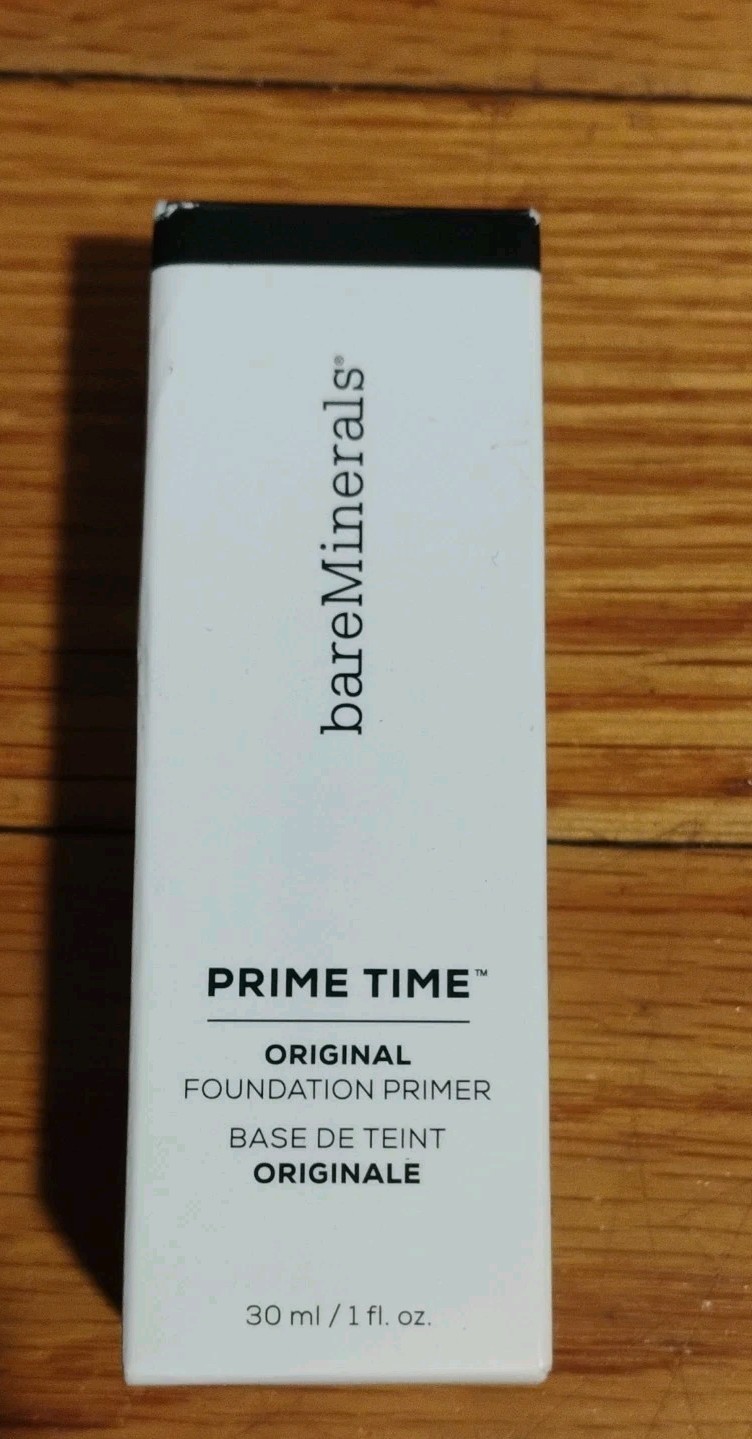 bareMinerals®
PRIME TIME™
ORIGINAL
FOUNDATION PRIMER
BASE DE TEINT
ORIGINALE
30 ml / 1 fl. oz.